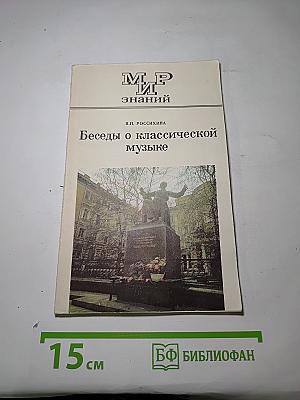 МИР
знаний
В.П. РОССИХИНА
Беседы о классической
музыке
15 см
БФ БИБЛИОФАН